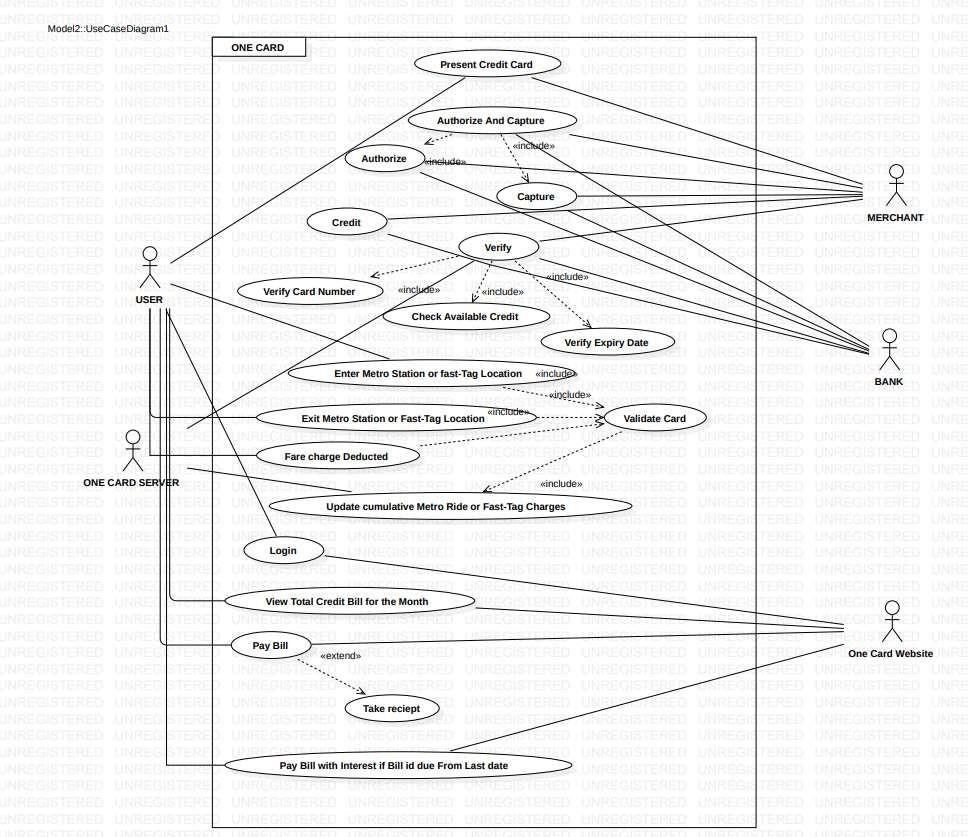 Model2::UseCaseDiagram1
ONE CARD
Present Credit Card
Authorize And Capture
«include»
Authorize
«include»
Capture
MERCHANT
Credit
Verify
USER
Verify Card Number
«include»
«include»
«include»
Check Available Credit
Verify Expiry Date
BANK
Enter Metro Station or fast-Tag Location
«include»
«include»
Exit Metro Station or Fast-Tag Location
«include»
Validate Card
Fare charge Deducted
ONE CARD SERVER
«include»
Update cumulative Metro Ride or Fast-Tag Charges
Login
View Total Credit Bill for the Month
Pay Bill
«extend»
One Card Website
Take reciept
Pay Bill with Interest if Bill id due From Last date
UNREGISTERED